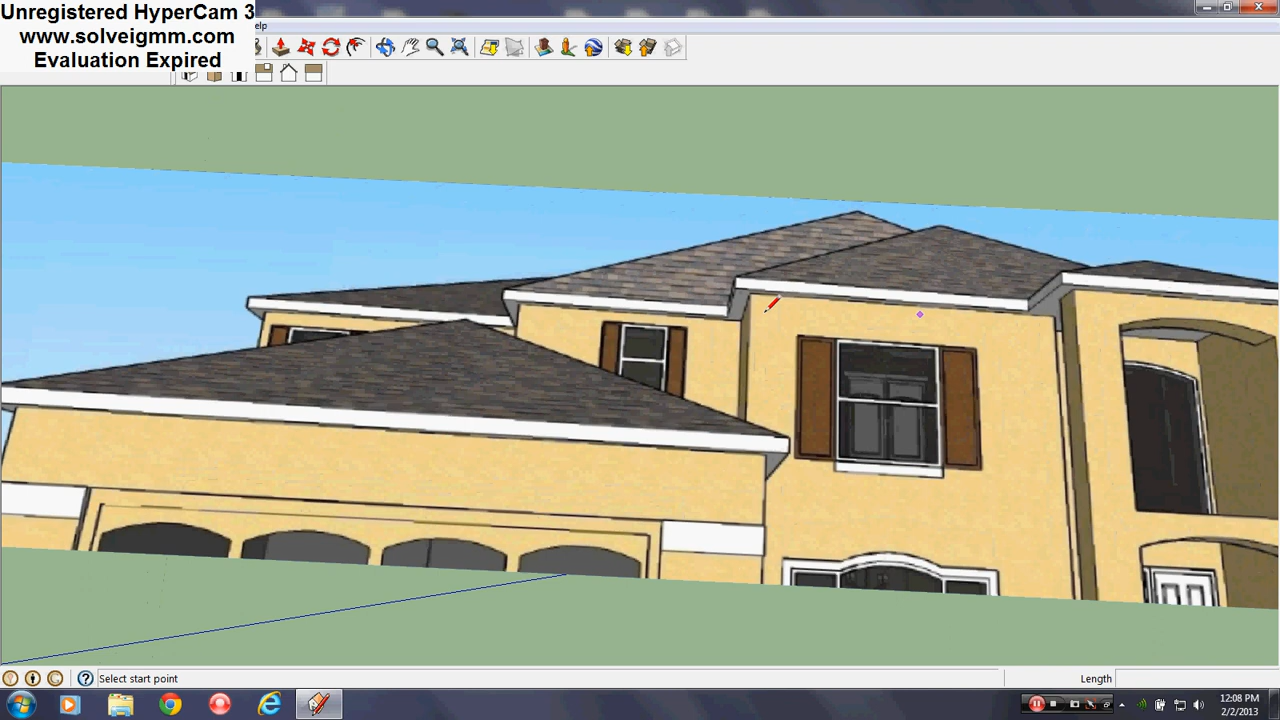 Unregistered HyperCam 3
www.solveigmm.com
Evaluation Expired
elp
Select start point
Length
12:08 PM
2/2/2013